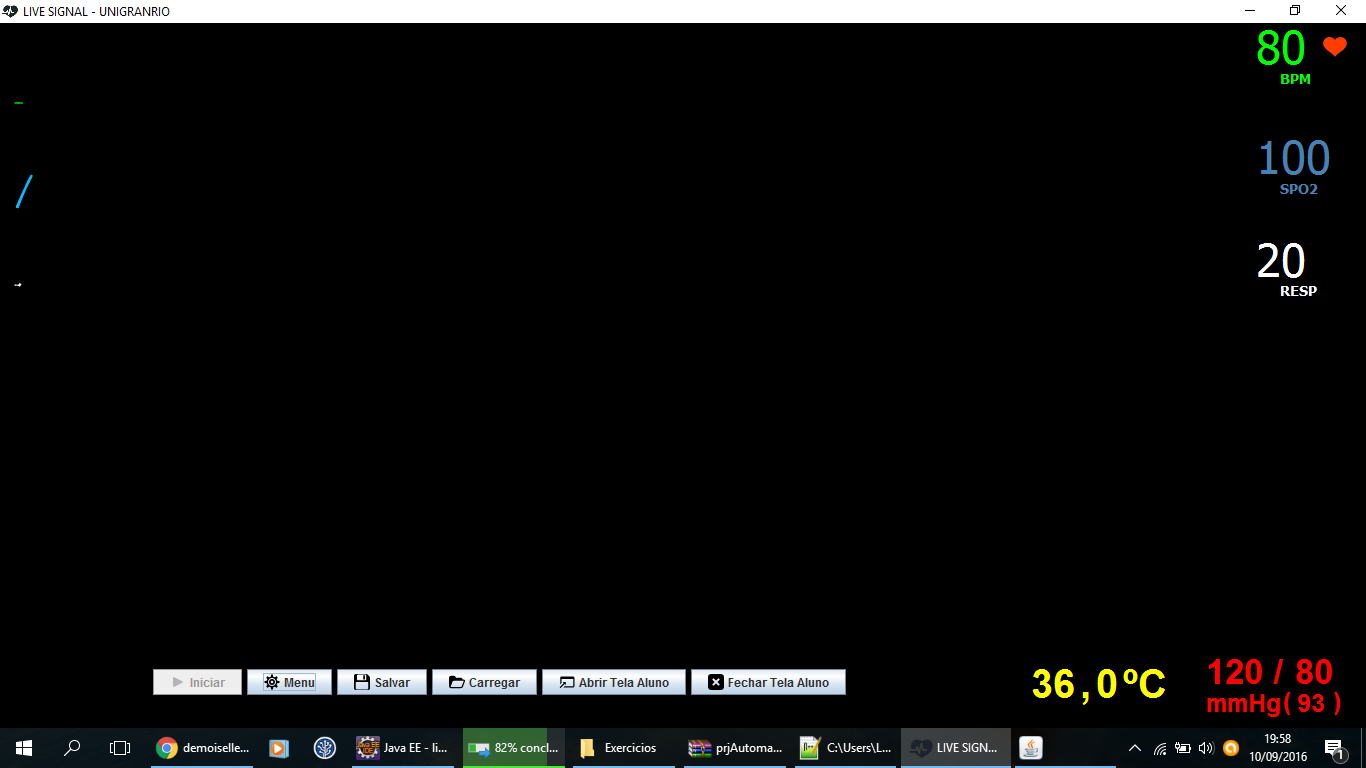 LIVE SIGNAL - UNIGRANRIO
80
BPM
100
SPO2
20
RESP
Iniciar
Menu
Salvar
Carregar
Abrir Tela Aluno
Fechar Tela Aluno
36,0ºC
120 / 80
mmHg( 93 )
demoiselle...
Java EE - li...
82% concl...
Exercicios
prjAutoma...
C:\Users\L...
LIVE SIGN...
19:58
10/09/2016
1